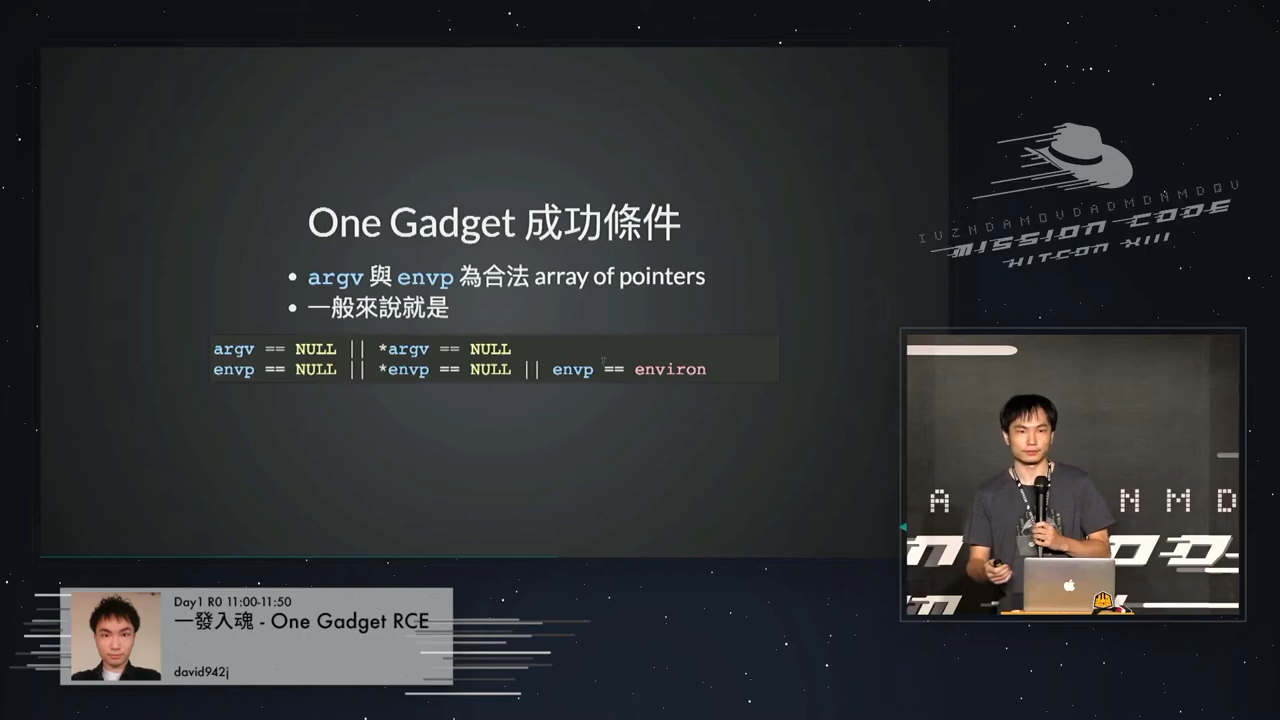 One Gadget 成功條件
• argv 與 envp 為合法 array of pointers
• 一般來說就是
argv == NULL || *argv == NULL
envp == NULL || *envp == NULL || envp == environ
IVZNDAMOVDADMDNMDQV
MISSION CODE
HITCON XIII
A NMD
Day1 R0 11:00-11:50
一發入魂 - One Gadget RCE
david942j